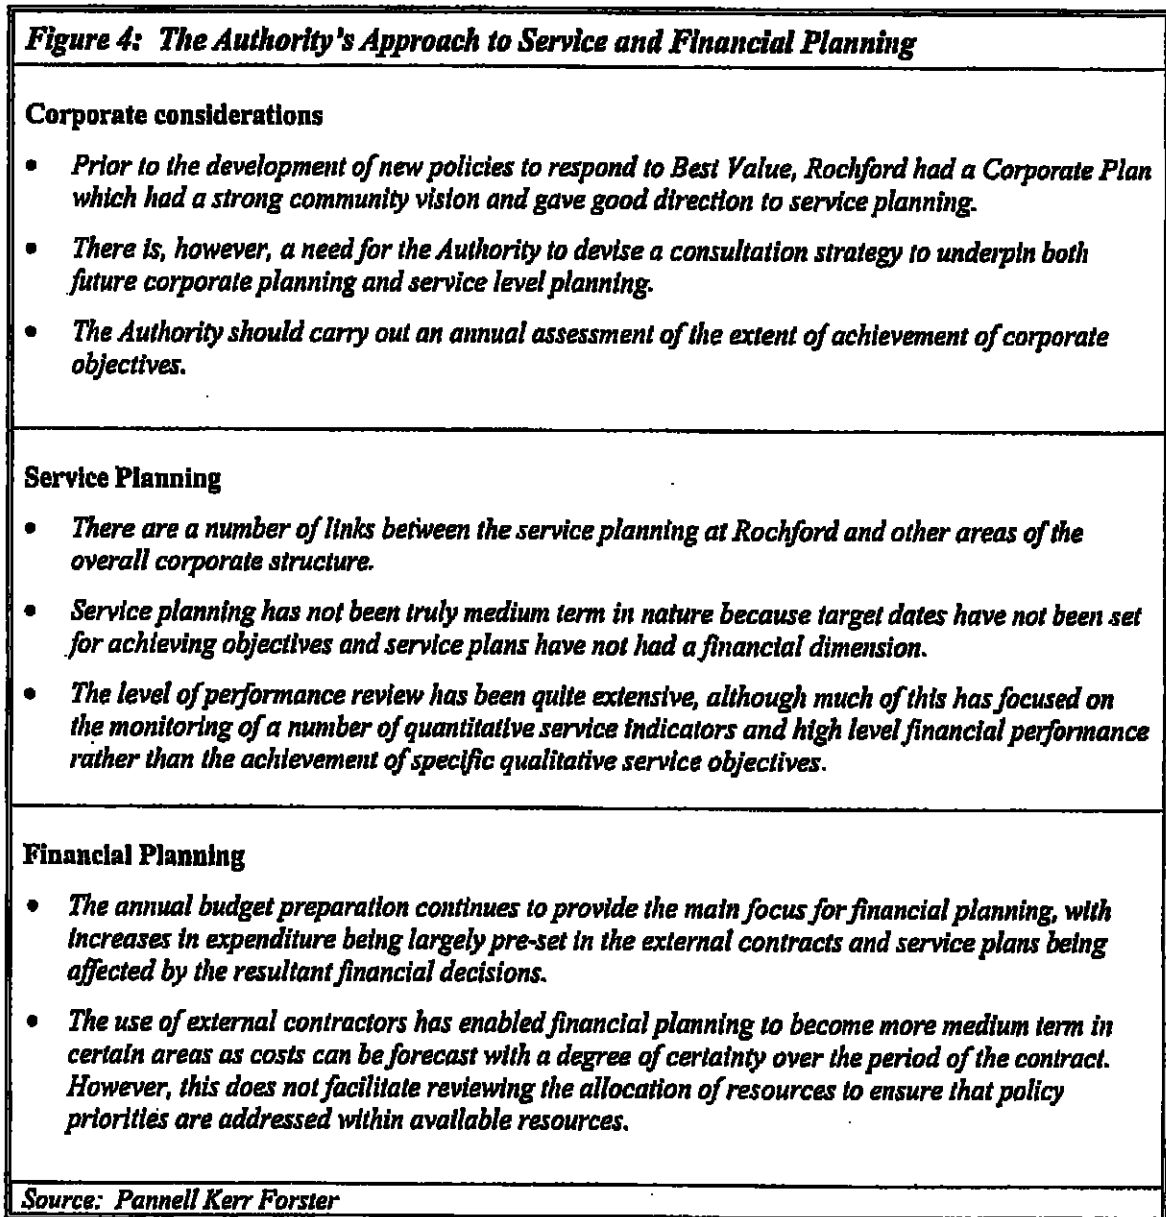 Figure 4: The Authority's Approach to Service and Financial Planning
Corporate considerations
• Prior to the development of new policies to respond to Best Value, Rochford had a Corporate Plan
which had a strong community vision and gave good direction to service planning.
• There is, however, a need for the Authority to devise a consultation strategy to underpin both
future corporate planning and service level planning.
• The Authority should carry out an annual assessment of the extent of achievement of corporate
objectives.
Service Planning
• There are a number of links between the service planning at Rochford and other areas of the
overall corporate structure.
• Service planning has not been truly medium term in nature because target dates have not been set
for achieving objectives and service plans have not had a financial dimension.
• The level of performance review has been quite extensive, although much of this has focused on
the monitoring of a number of quantitative service indicators and high level financial performance
rather than the achievement of specific qualitative service objectives.
Financial Planning
• The annual budget preparation continues to provide the main focus for financial planning, with
increases in expenditure being largely pre-set in the external contracts and service plans being
affected by the resultant financial decisions.
• The use of external contractors has enabled financial planning to become more medium term in
certain areas as costs can be forecast with a degree of certainty over the period of the contract.
However, this does not facilitate reviewing the allocation of resources to ensure that policy
priorities are addressed within available resources.
Source: Pannell Kerr Forster